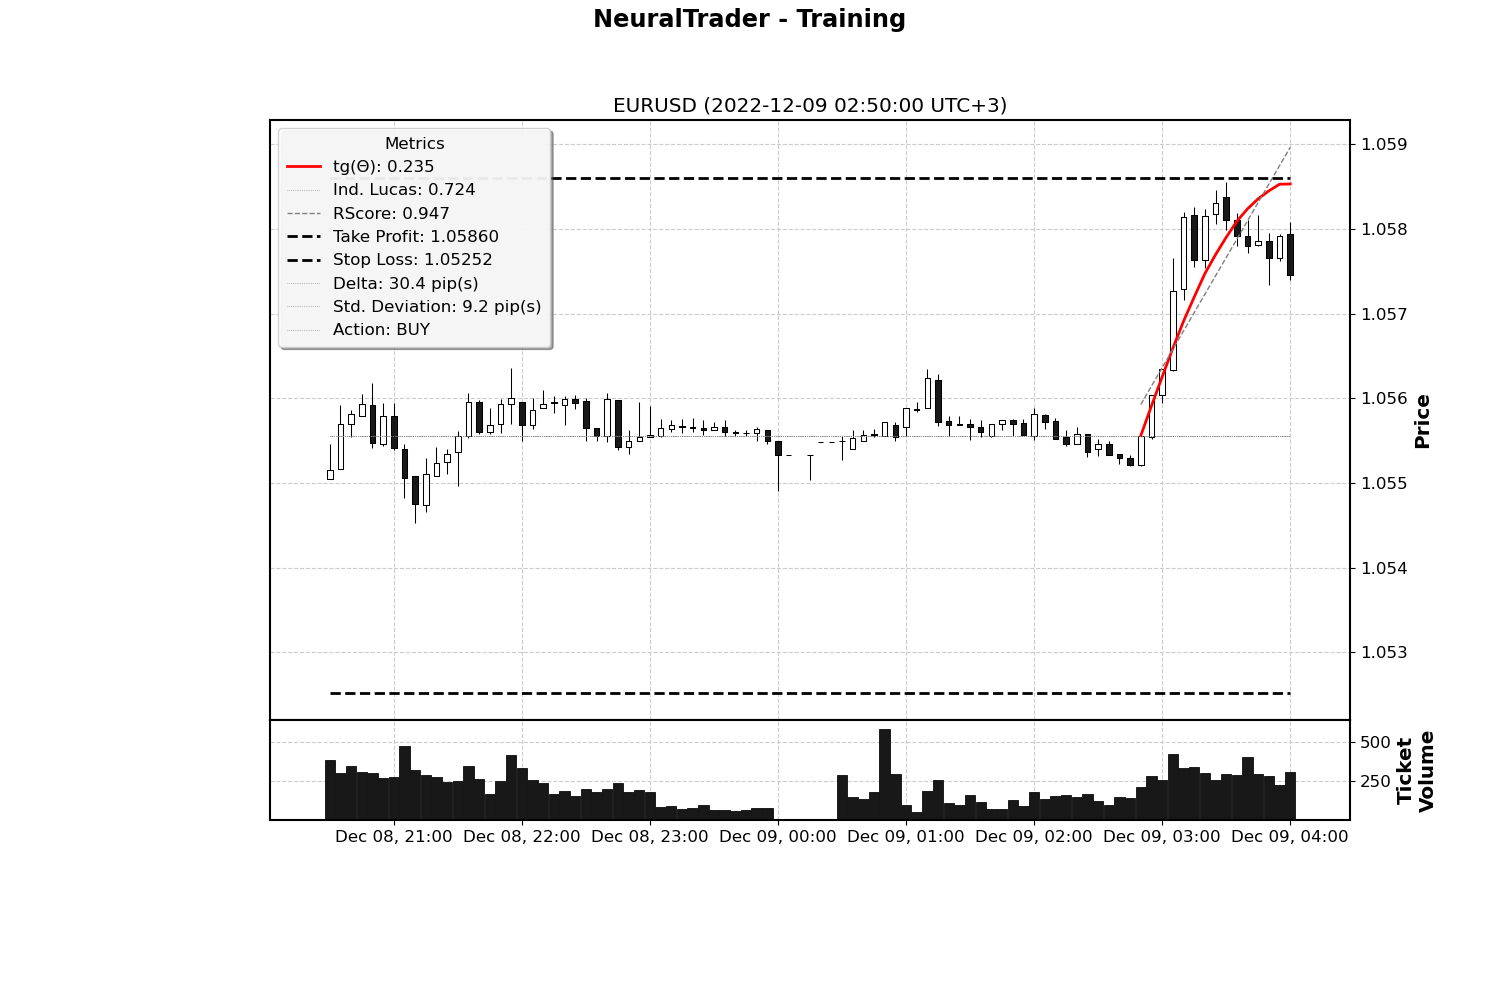 NeuralTrader - Training
EURUSD (2022-12-09 02:50:00 UTC+3)
Metrics
tg(Θ): 0.235
Ind. Lucas: 0.724
RScore: 0.947
Take Profit: 1.05860
Stop Loss: 1.05252
Delta: 30.4 pip(s)
Std. Deviation: 9.2 pip(s)
Action: BUY
1.059
1.058
1.057
1.056
1.055
1.054
1.053
Price
500
250
Ticket
Volume
Dec 08, 21:00
Dec 08, 22:00
Dec 08, 23:00
Dec 09, 00:00
Dec 09, 01:00
Dec 09, 02:00
Dec 09, 03:00
Dec 09, 04:00